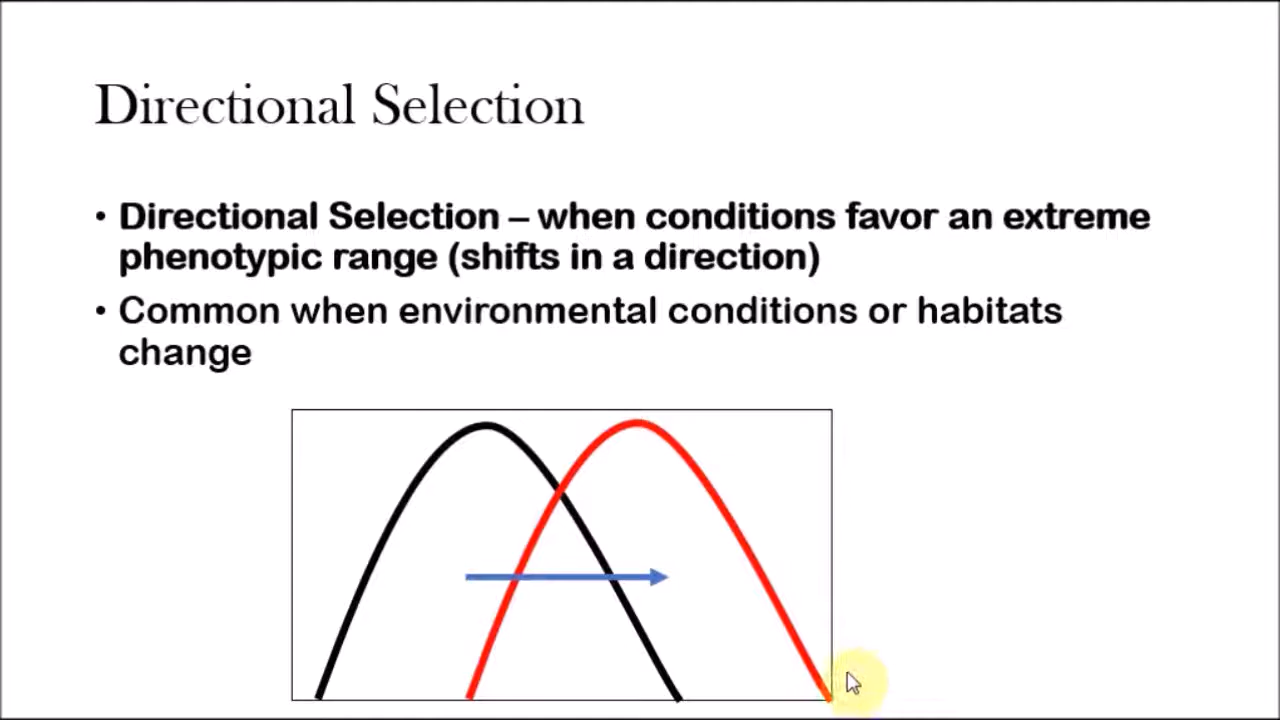 Directional Selection
• Directional Selection – when conditions favor an extreme
phenotypic range (shifts in a direction)
• Common when environmental conditions or habitats
change